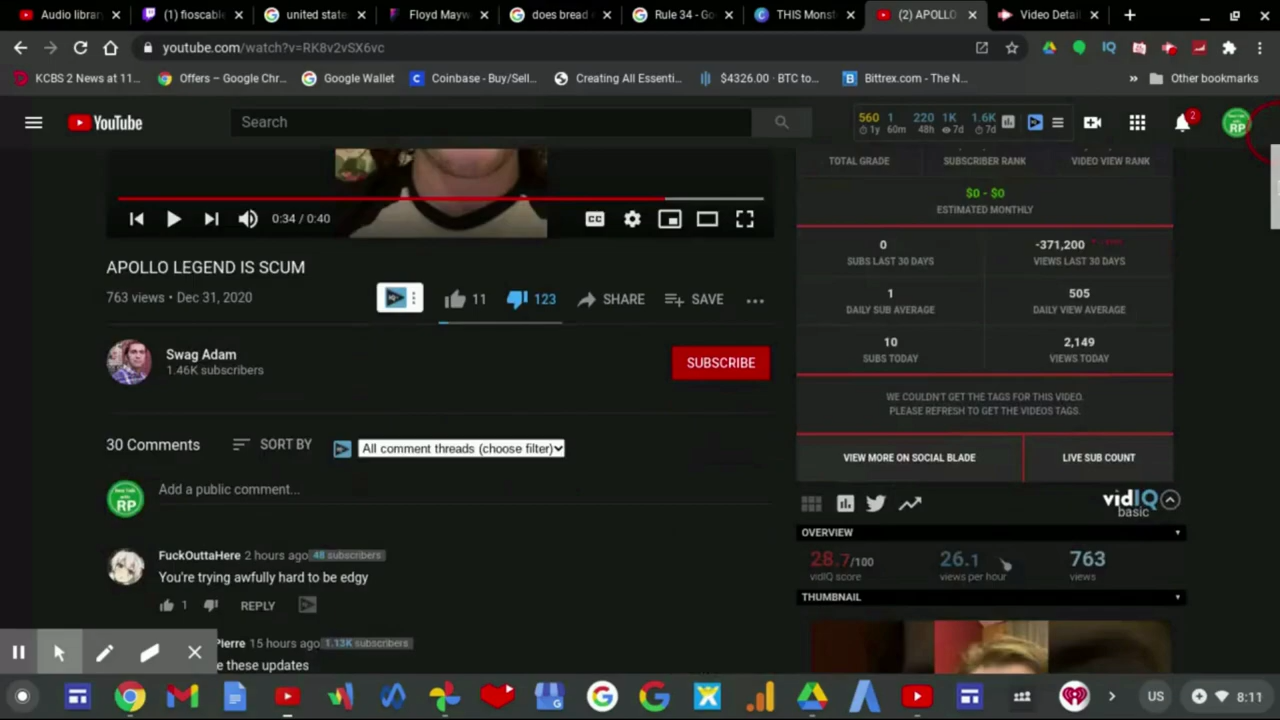 Audio library
(1) fioscable
united state
Floyd Mayw
does bread
Rule 34 - Go
THIS Monst
(2) APOLLO
Video Detai
youtube.com/watch?v=RK8v2vSX6vc
IQ
KCBS 2 News at 11...
Offers – Google Chr...
Google Wallet
Coinbase - Buy/Sell...
Creating All Essenti...
$4326.00 · BTC to...
Bittrex.com - The N...
»
Other bookmarks
YouTube
Search
560 1 220 1K 1.6K
1y 60m 48h 7d 7d
2
RP
TOTAL GRADE
SUBSCRIBER RANK
VIDEO VIEW RANK
$0 - $0
ESTIMATED MONTHLY
0:34 / 0:40
CC
0
SUBS LAST 30 DAYS
-371,200
VIEWS LAST 30 DAYS
APOLLO LEGEND IS SCUM
763 views • Dec 31, 2020
11
123
SHARE
SAVE
...
1
DAILY SUB AVERAGE
505
DAILY VIEW AVERAGE
10
SUBS TODAY
2,149
VIEWS TODAY
Swag Adam
1.46K subscribers
SUBSCRIBE
WE COULDN'T GET THE TAGS FOR THIS VIDEO.
PLEASE REFRESH TO GET THE VIDEOS TAGS.
30 Comments
SORT BY
All comment threads (choose filter)
VIEW MORE ON SOCIAL BLADE
LIVE SUB COUNT
RP
Add a public comment...
vidIQ
basic
OVERVIEW
28.7/100
vidIQ score
26.1
views per hour
763
views
THUMBNAIL
FuckOuttaHere 2 hours ago 48 subscribers
You're trying awfully hard to be edgy
1
REPLY
Pierre 15 hours ago 1.13K subscribers
e these updates
US
8:11